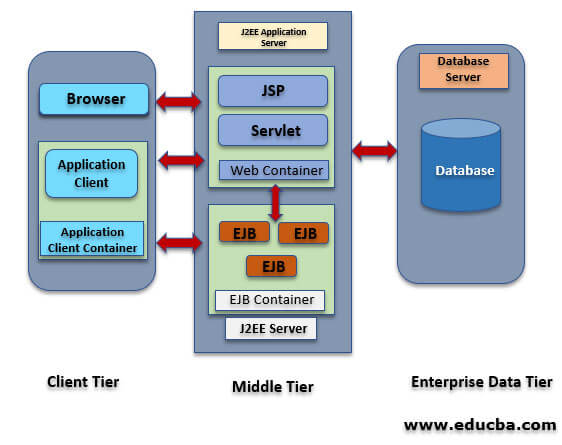 J2EE Application
Server
Browser
Application
Client
Application
Client Container
JSP
Servlet
Web Container
EJB
EJB
EJB
EJB Container
J2EE Server
Database
Server
Database
Client Tier
Middle Tier
Enterprise Data Tier
www.educba.com